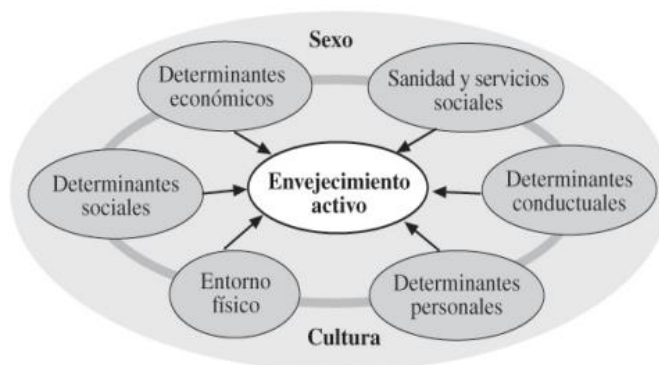 Sexo
Determinantes
económicos
Sanidad y servicios
sociales
Determinantes
sociales
Envejecimiento
activo
Determinantes
conductuales
Entorno
físico
Determinantes
personales
Cultura